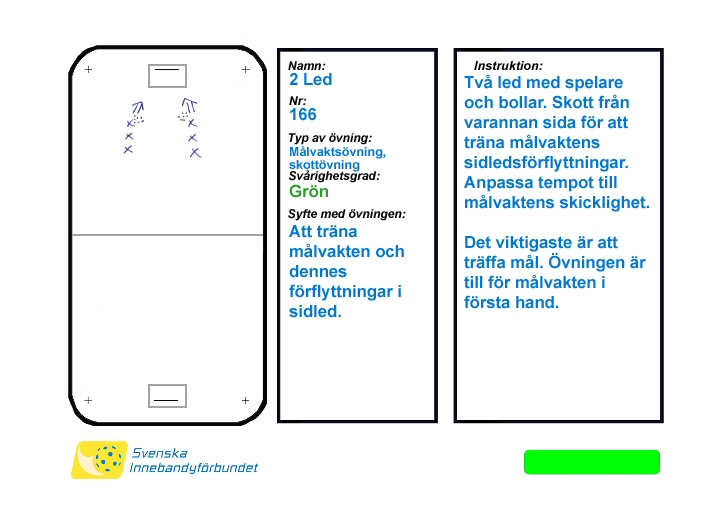 Namn:
2 Led
Nr:
166
Typ av övning:
Målvaktsövning,
skottövning
Svårighetsgrad:
Grön
Syfte med övningen:
Att träna
målvakten och
dennes
förflyttningar i
sidled.
Instruktion:
Två led med spelare
och bollar. Skott från
varannan sida för att
träna målvaktens
sidledsförflyttningar.
Anpassa tempot till
målvaktens skicklighet.
Det viktigaste är att
träffa mål. Övningen är
till för målvakten i
första hand.
Svenska
Innebandyförbundet